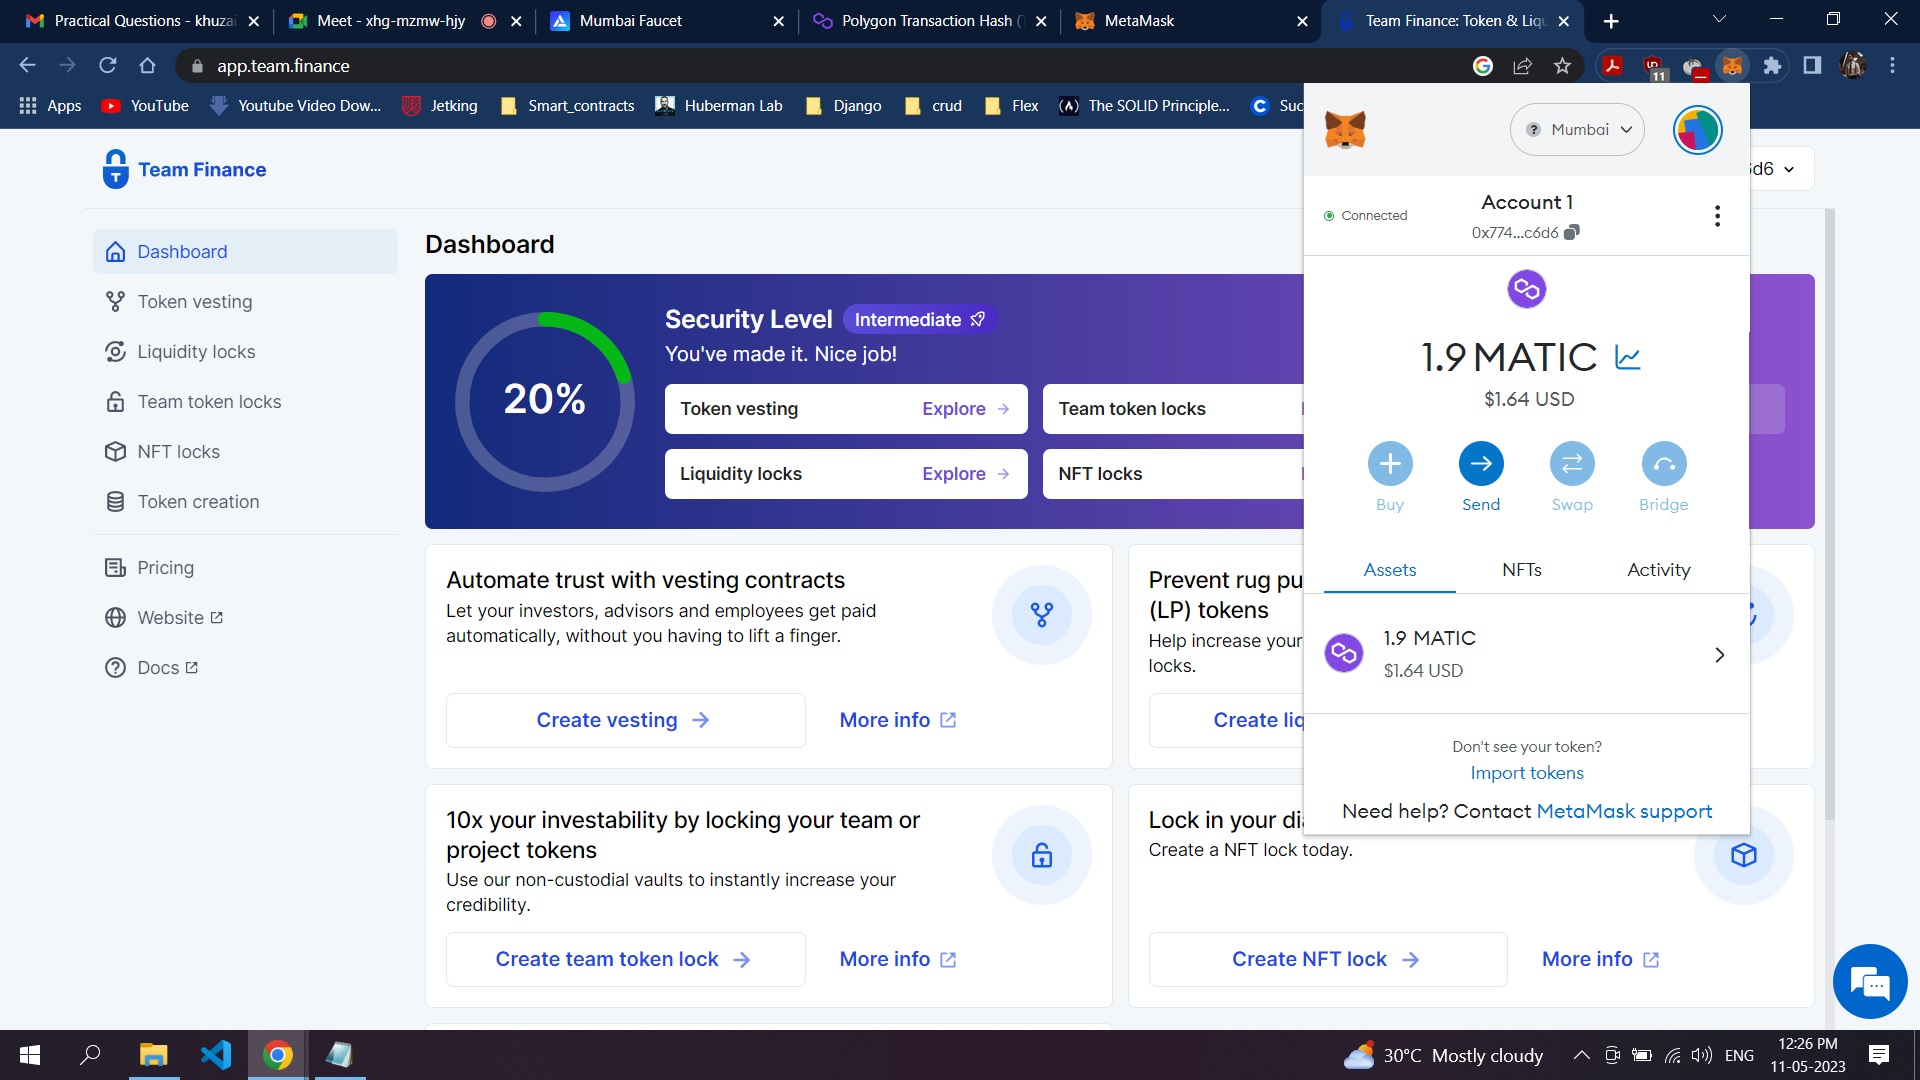 Practical Questions - khuzai
Meet - xhg-mzmw-hjy
Mumbai Faucet
Polygon Transaction Hash (
MetaMask
Team Finance: Token & Liqu
app.team.finance
11
Apps
YouTube
Youtube Video Dow...
Jetking
Smart_contracts
Huberman Lab
Django
crud
Flex
The SOLID Principle...
Suc
Team Finance
6d6
Dashboard
Token vesting
Liquidity locks
Team token locks
NFT locks
Token creation
Pricing
Website
Docs
Dashboard
20%
Security Level Intermediate
You've made it. Nice job!
Token vesting Explore
Team token locks
Liquidity locks Explore
NFT locks
Automate trust with vesting contracts
Let your investors, advisors and employees get paid
automatically, without you having to lift a finger.
Create vesting
More info
Prevent rug pu
(LP) tokens
Help increase your
locks.
Create liq
10x your investability by locking your team or
project tokens
Use our non-custodial vaults to instantly increase your
credibility.
Create team token lock
More info
Lock in your di
Create a NFT lock today.
Create NFT lock
More info
Mumbai
Connected
Account 1
0x774...c6d6
1.9 MATIC
$1.64 USD
Buy
Send
Swap
Bridge
Assets
NFTs
Activity
1.9 MATIC
$1.64 USD
Don't see your token?
Import tokens
Need help? Contact MetaMask support
30°C Mostly cloudy
ENG
12:26 PM
11-05-2023